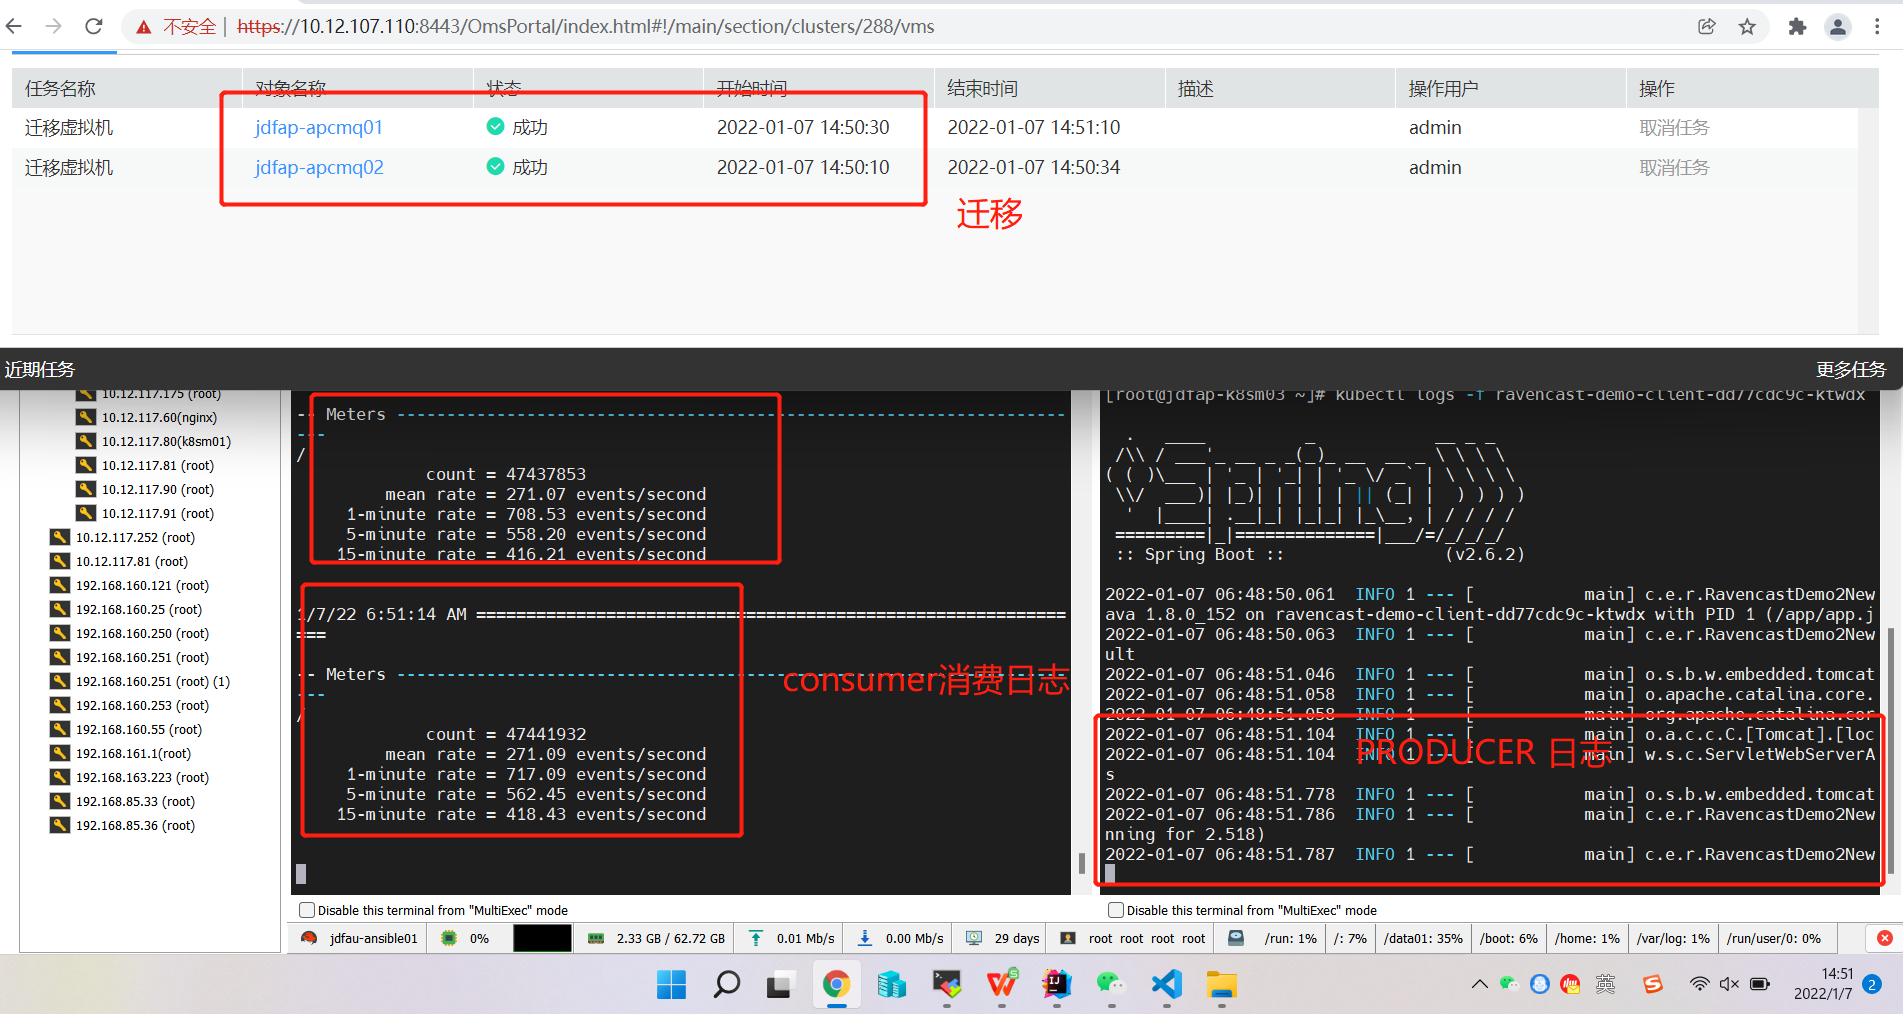 不安全 | https://10.12.107.110:8443/OmsPortal/index.html#!/main/section/clusters/288/vms
任务名称 对象名称 状态 开始时间 结束时间 描述 操作用户 操作
迁移虚拟机 jdfap-apcmq01 成功 2022-01-07 14:50:30 2022-01-07 14:51:10 admin 取消任务
迁移虚拟机 jdfap-apcmq02 成功 2022-01-07 14:50:10 2022-01-07 14:50:34 admin 取消任务
迁移
近期任务 更多任务
10.12.117.175 (root)
10.12.117.60(nginx)
10.12.117.80(k8sm01)
10.12.117.81 (root)
10.12.117.90 (root)
10.12.117.91 (root)
10.12.117.252 (root)
10.12.117.81 (root)
192.168.160.121 (root)
192.168.160.25 (root)
192.168.160.250 (root)
192.168.160.251 (root)
192.168.160.251 (root) (1)
192.168.160.253 (root)
192.168.160.55 (root)
192.168.161.1(root)
192.168.163.223 (root)
192.168.85.33 (root)
192.168.85.36 (root)
-- Meters -------------------------------------------------------------------
---
/
count = 47437853
mean rate = 271.07 events/second
1-minute rate = 708.53 events/second
5-minute rate = 558.20 events/second
15-minute rate = 416.21 events/second
1/7/22 6:51:14 AM ===========================================================
===
-- Meters -------------------------------------------------------------------
---
/
count = 47441932
mean rate = 271.09 events/second
1-minute rate = 717.09 events/second
5-minute rate = 562.45 events/second
15-minute rate = 418.43 events/second
consumer消费日志
[root@jdfap-k8sm03 ~]# kubectl logs -f ravencast-demo-client-dd77cdc9c-ktwdx
:: Spring Boot :: (v2.6.2)
2022-01-07 06:48:50.061 INFO 1 --- [ main] c.e.r.RavencastDemo2New
ava 1.8.0_152 on ravencast-demo-client-dd77cdc9c-ktwdx with PID 1 (/app/app.j
2022-01-07 06:48:50.063 INFO 1 --- [ main] c.e.r.RavencastDemo2New
ult
2022-01-07 06:48:51.046 INFO 1 --- [ main] o.s.b.w.embedded.tomcat
2022-01-07 06:48:51.058 INFO 1 --- [ main] o.apache.catalina.core.
2022-01-07 06:48:51.058 INFO 1 --- [ main] org.apache.catalina.cor
2022-01-07 06:48:51.104 INFO 1 --- [ main] o.a.c.c.C.[Tomcat].[loc
2022-01-07 06:48:51.104 INFO 1 --- [ main] w.s.c.ServletWebServerA
s
2022-01-07 06:48:51.778 INFO 1 --- [ main] o.s.b.w.embedded.tomcat
2022-01-07 06:48:51.786 INFO 1 --- [ main] c.e.r.RavencastDemo2New
nning for 2.518)
2022-01-07 06:48:51.787 INFO 1 --- [ main] c.e.r.RavencastDemo2New
PRODUCER 日志
Disable this terminal from "MultiExec" mode
Disable this terminal from "MultiExec" mode
jdfau-ansible01 0% 2.33 GB / 62.72 GB 0.01 Mb/s 0.00 Mb/s 29 days root root root root /run: 1% /: 7% /data01: 35% /boot: 6% /home: 1% /var/log: 1% /run/user/0: 0%
英
14:51
2022/1/7
2